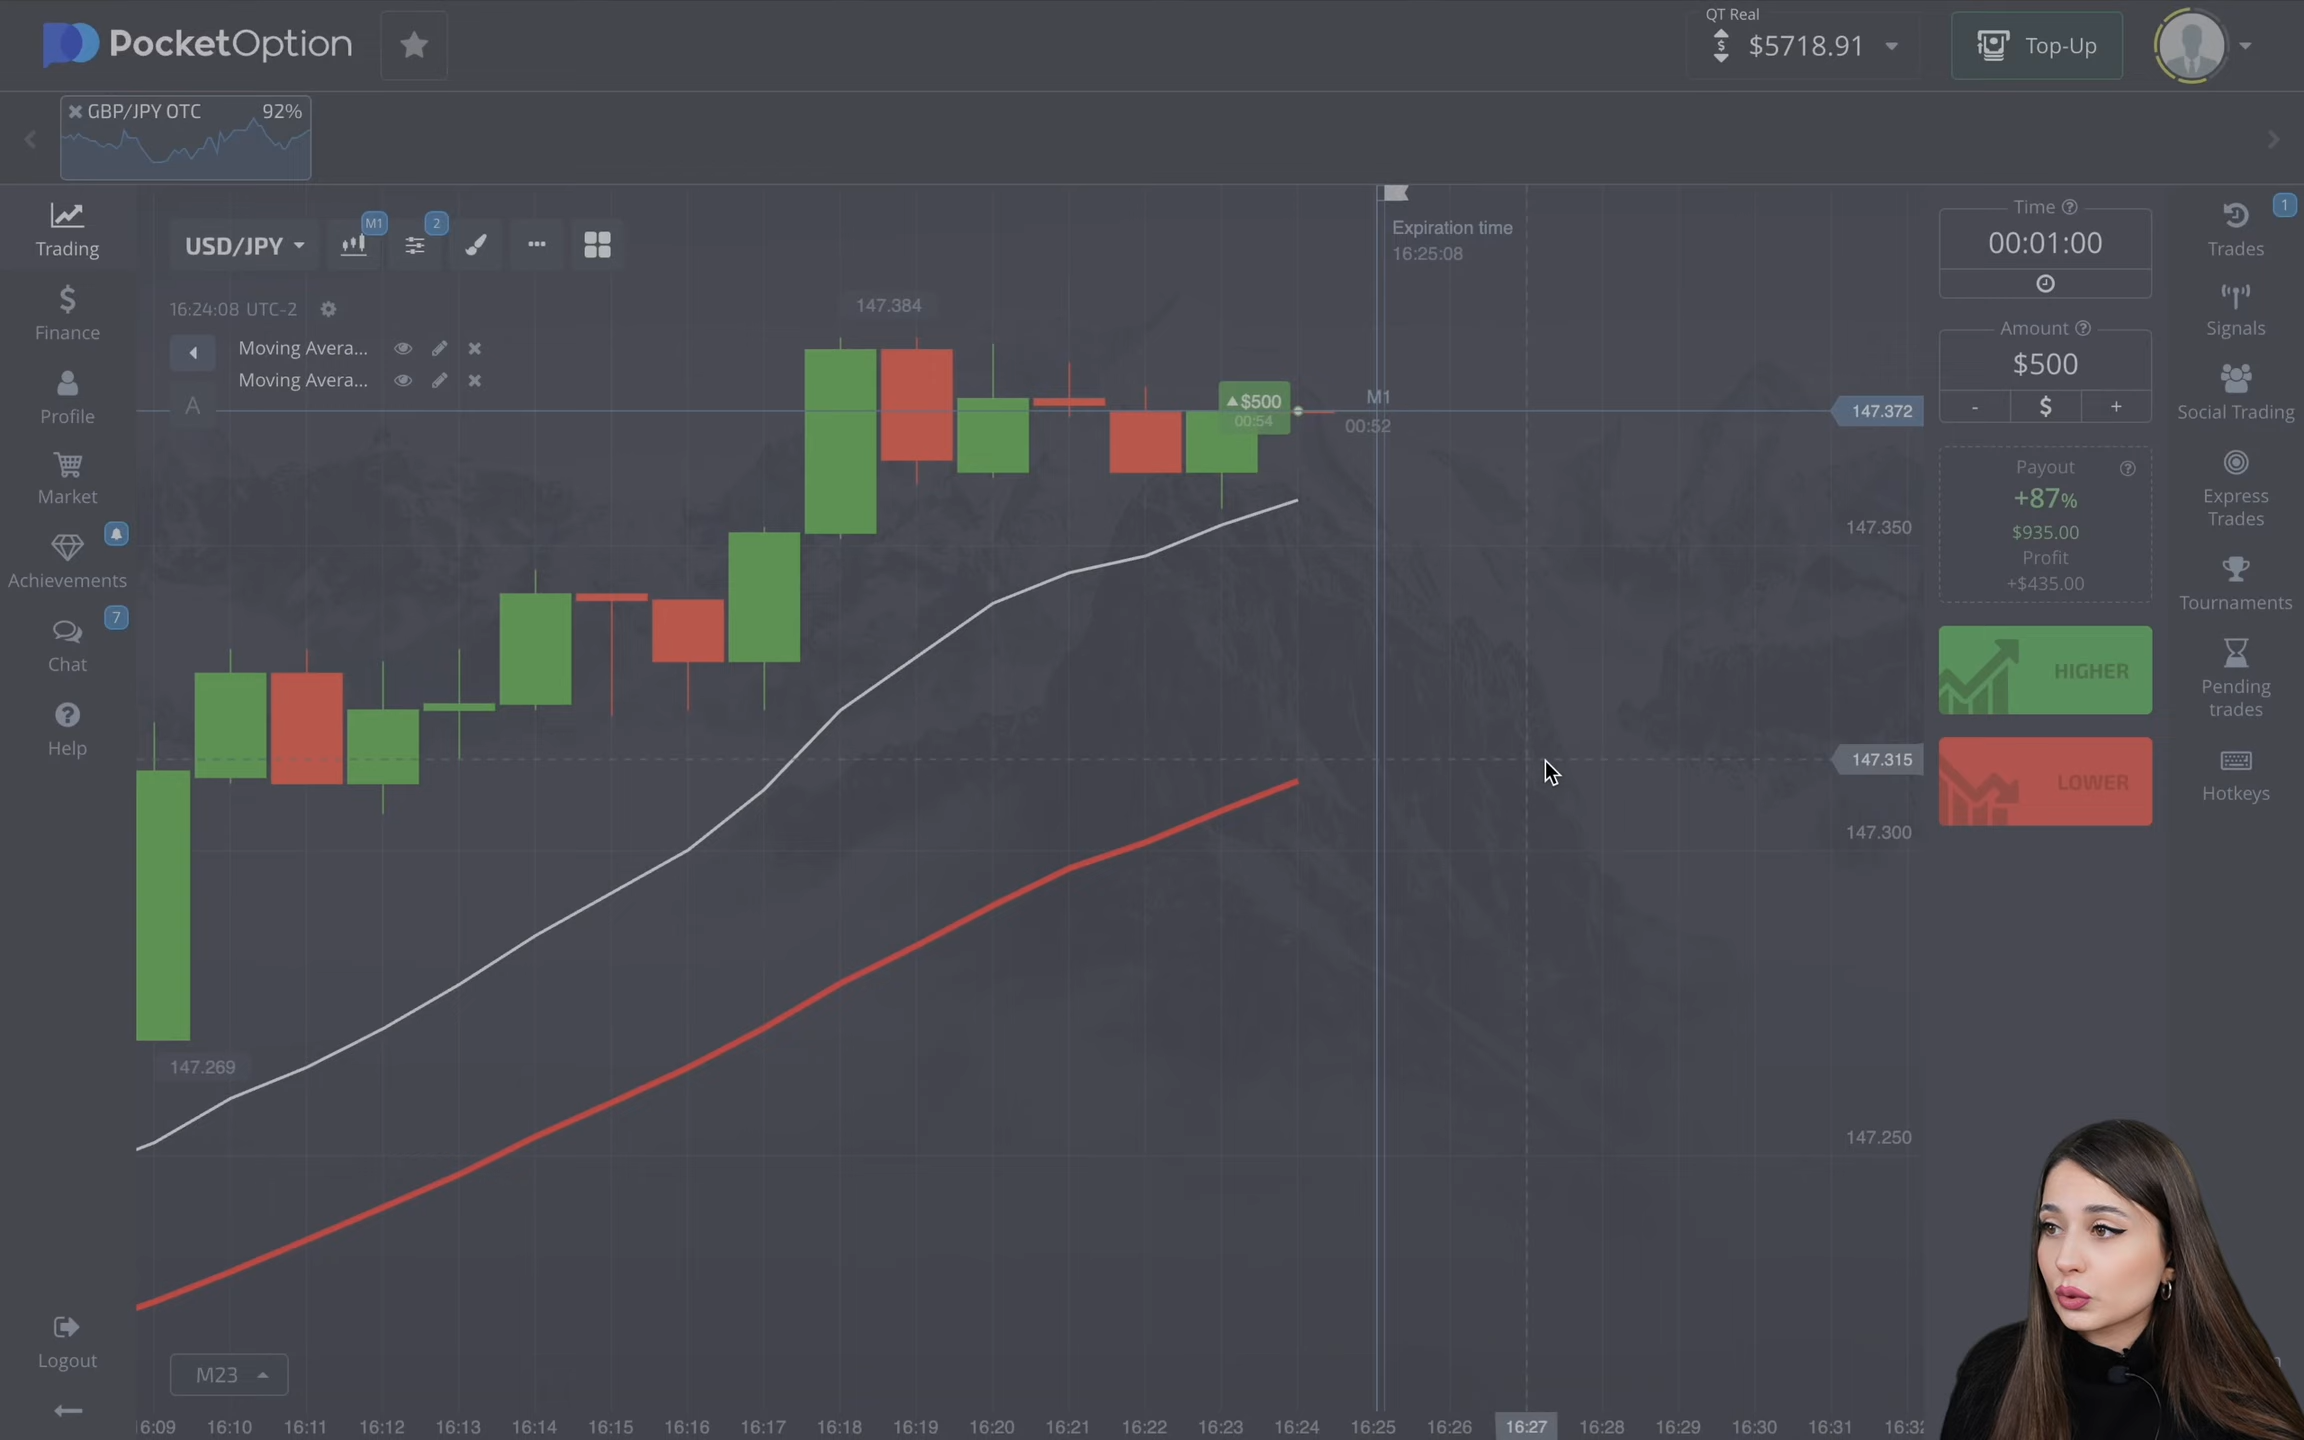 PocketOption
QT Real
$5718.91
Top-Up
GBP/JPY OTC 92%
Trading
Finance
Profile
Market
Achievements
7
Chat
Help
Logout
USD/JPY
M1
2
16:24:08 UTC-2
Moving Avera...
Moving Avera...
A
147.384
147.269
$500
00:54
M1
00:52
Expiration time
16:25:08
147.372
147.350
147.315
147.300
147.250
M23
16:09 16:10 16:11 16:12 16:13 16:14 16:15 16:16 16:17 16:18 16:19 16:20 16:21 16:22 16:23 16:24 16:25 16:26 16:27 16:28 16:29 16:30 16:31 16:32
Time
00:01:00
Amount
$500
- $ +
Payout
+87%
$935.00
Profit
+$435.00
HIGHER
LOWER
1
Trades
Signals
Social Trading
Express
Trades
Tournaments
Pending
trades
Hotkeys